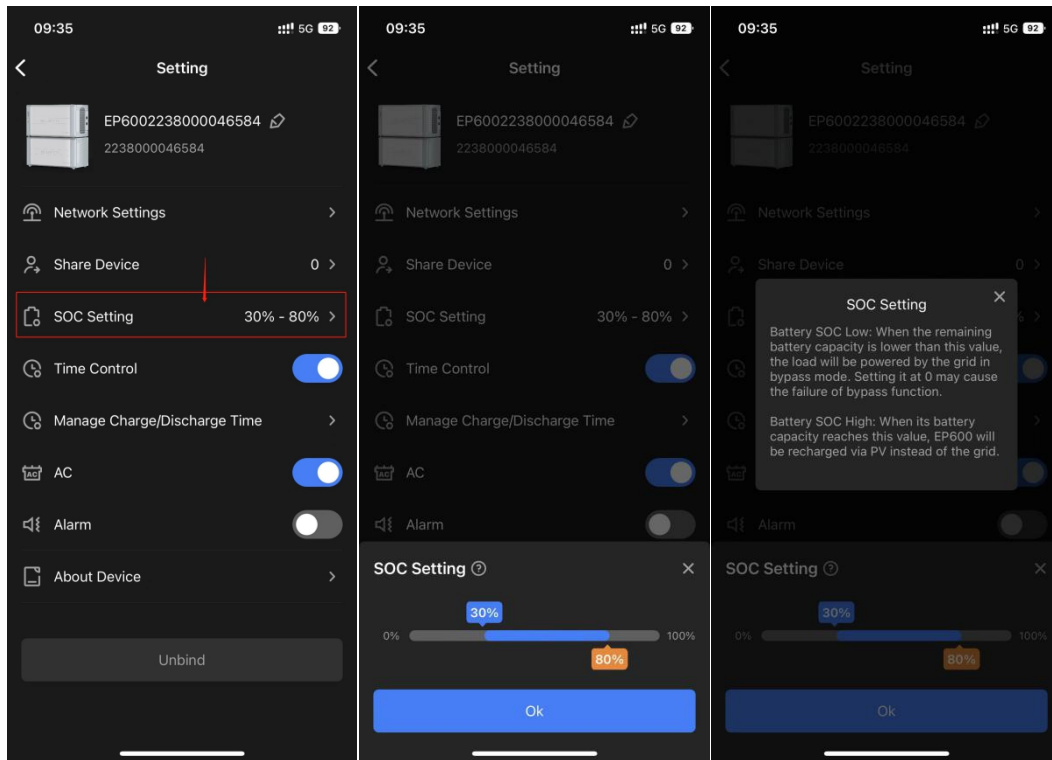 09:35
5G 92
Setting
EP6002238000046584
2238000046584
Network Settings
Share Device 0
SOC Setting 30% - 80%
Time Control
Manage Charge/Discharge Time
AC AC
Alarm
About Device
Unbind
09:35
5G 92
Setting
EP6002238000046584
2238000046584
Network Settings
Share Device 0
SOC Setting 30% - 80%
Time Control
Manage Charge/Discharge Time
AC AC
Alarm
SOC Setting ?
30%
0% 100%
80%
Ok
09:35
5G 92
Setting
EP6002238000046584
2238000046584
Network Settings
Share Device 0
SOC Setting
Battery SOC Low: When the remaining
battery capacity is lower than this value,
the load will be powered by the grid in
bypass mode. Setting it at 0 may cause
the failure of bypass function.
Battery SOC High: When its battery
capacity reaches this value, EP600 will
be recharged via PV instead of the grid.
Alarm
SOC Setting ?
30%
0% 100%
80%
Ok